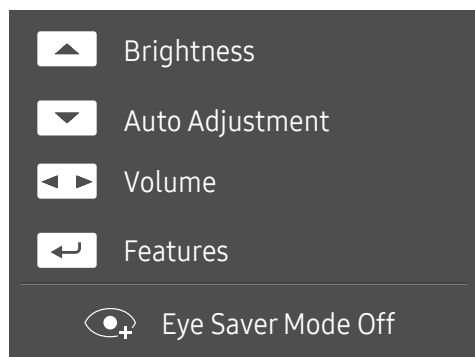 Brightness
Auto Adjustment
Volume
Features
Eye Saver Mode Off